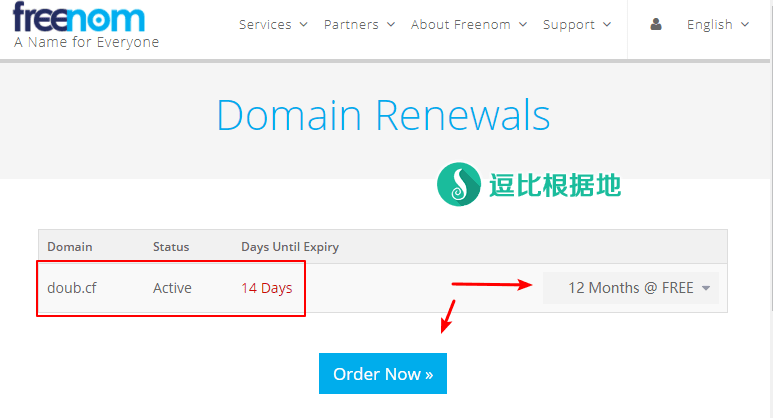 freenom
A Name for Everyone
Services Partners About Freenom Support English
Domain Renewals
逗比根据地
Domain Status Days Until Expiry
doub.cf Active 14 Days 12 Months @ FREE
Order Now »